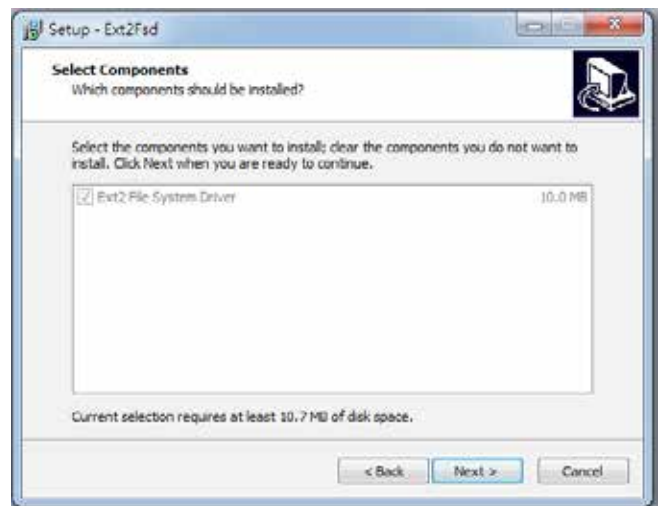 Setup - Ext2Fsd
Select Components
Which components should be installed?
Select the components you want to install; clear the components you do not want to
install. Click Next when you are ready to continue.
Ext2 File System Driver 10.0 MB
Current selection requires at least 10.7 MB of disk space.
< Back Next > Cancel